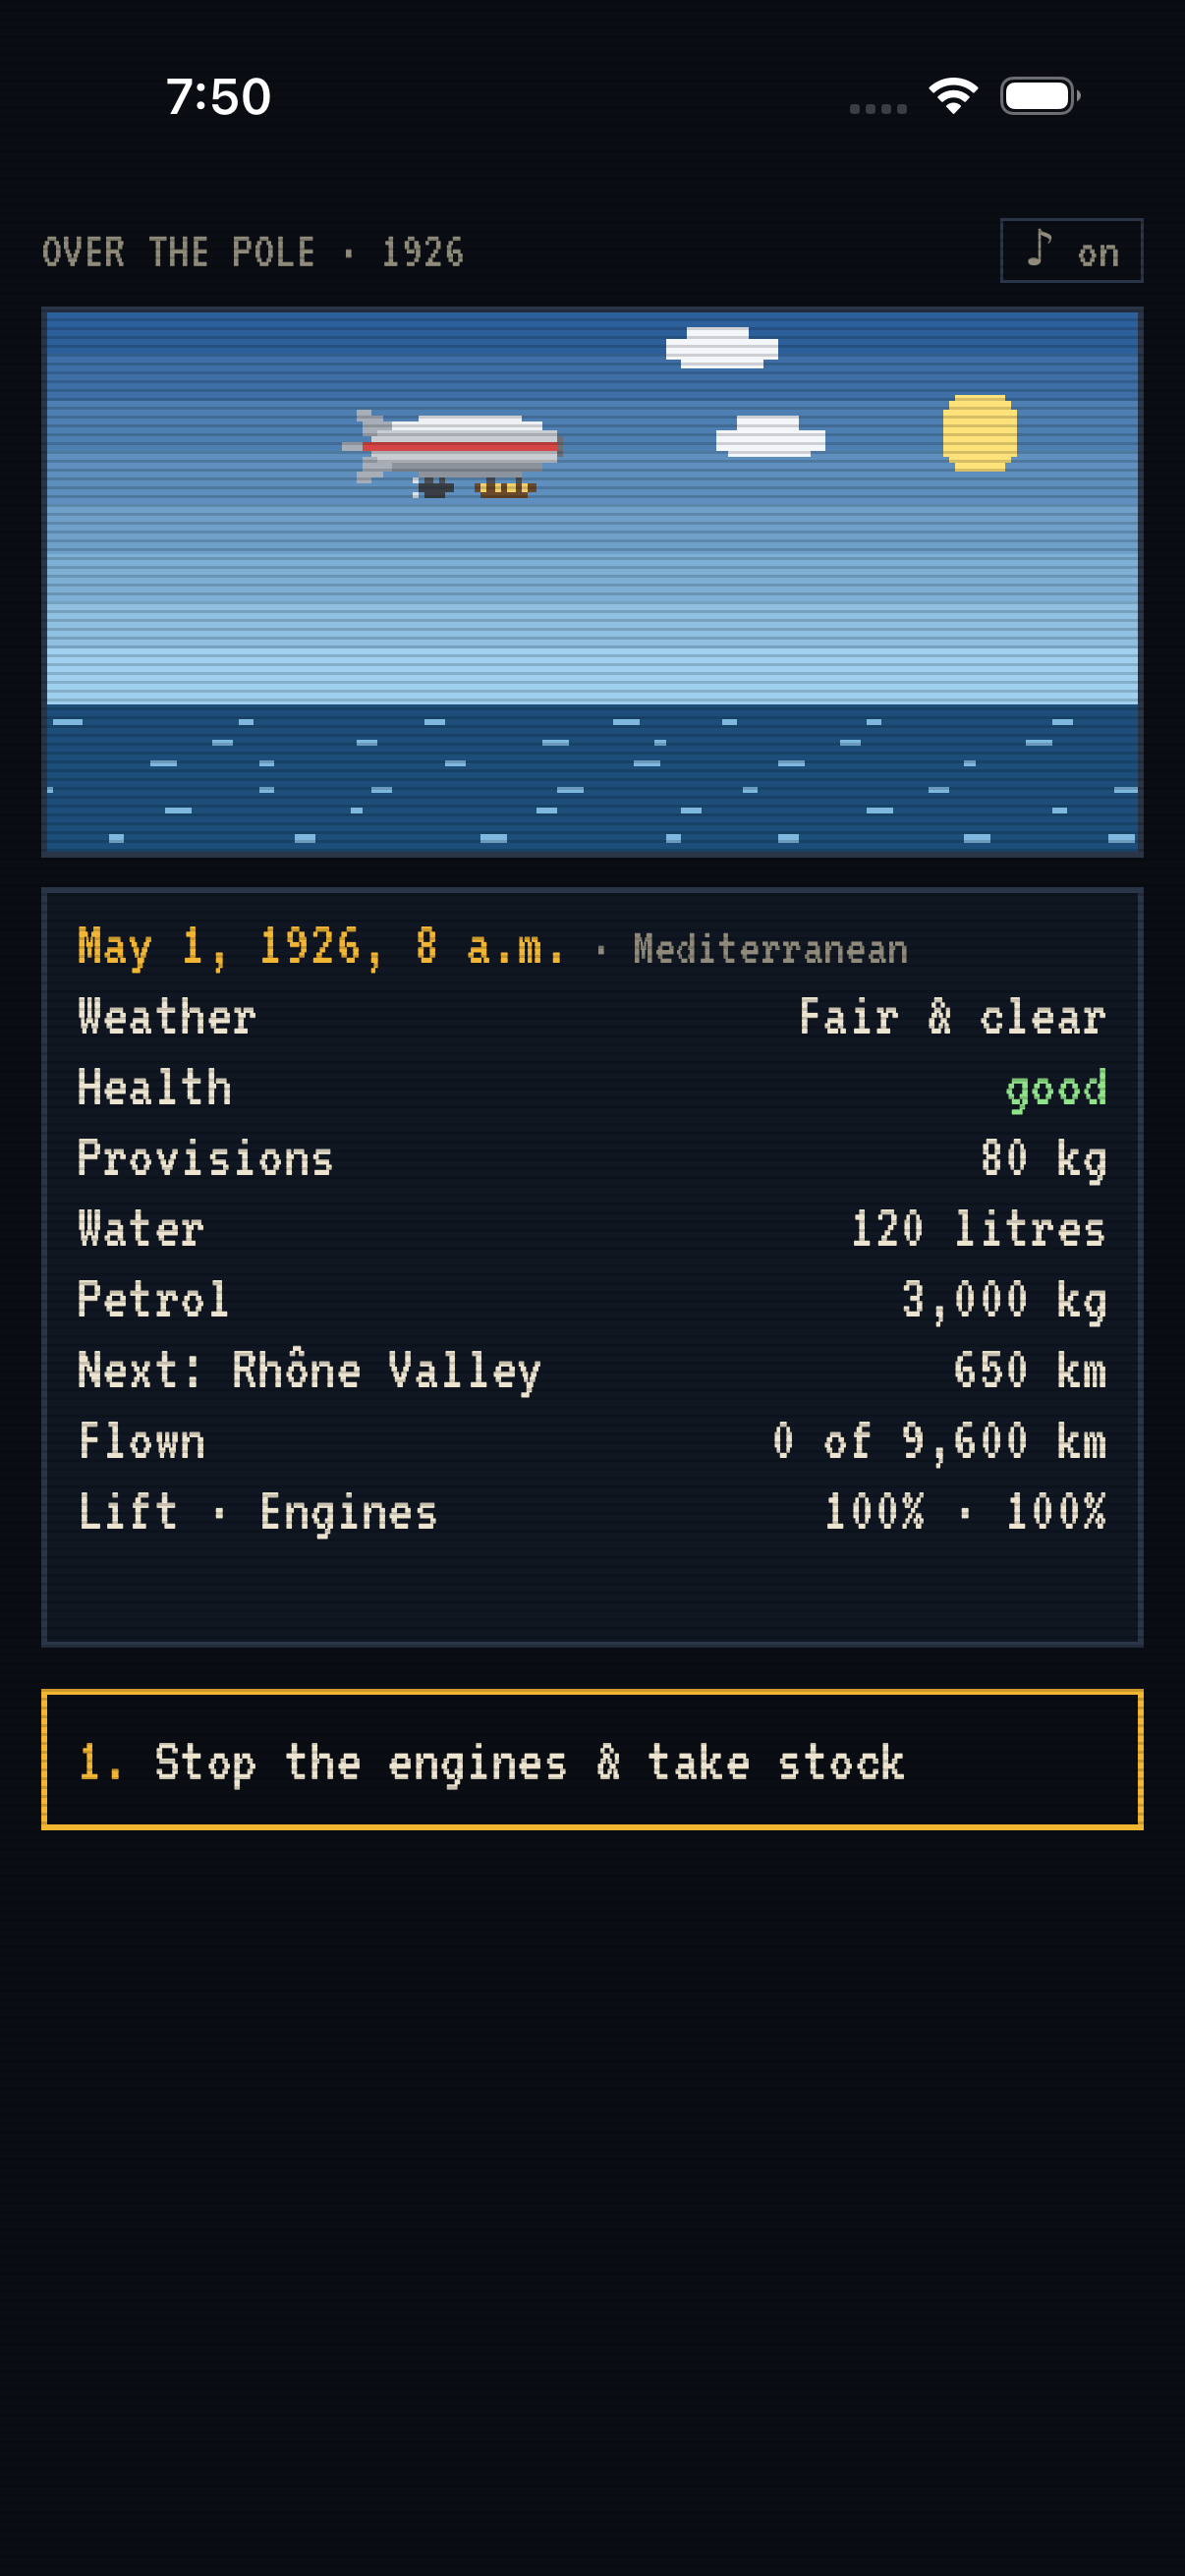 7:50
OVER THE POLE · 1926 ♪ on
May 1, 1926, 8 a.m. · Mediterranean
Weather Fair & clear
Health good
Provisions 80 kg
Water 120 litres
Petrol 3,000 kg
Next: Rhône Valley 650 km
Flown 0 of 9,600 km
Lift · Engines 100% · 100%
1. Stop the engines & take stock